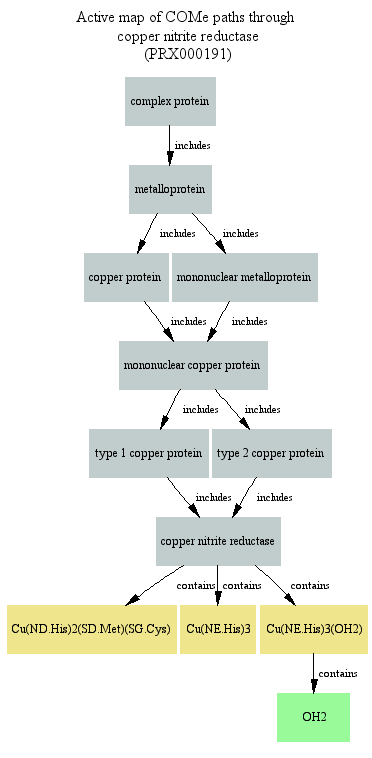 Active map of COMe paths through
copper nitrite reductase
(PRX000191)
complex protein
includes
metalloprotein
includes includes
copper protein mononuclear metalloprotein
includes includes
mononuclear copper protein
includes includes
type 1 copper protein type 2 copper protein
includes includes
copper nitrite reductase
contains contains contains
Cu(ND.His)2(SD.Met)(SG.Cys) Cu(NE.His)3 Cu(NE.His)3(OH2)
contains
OH2